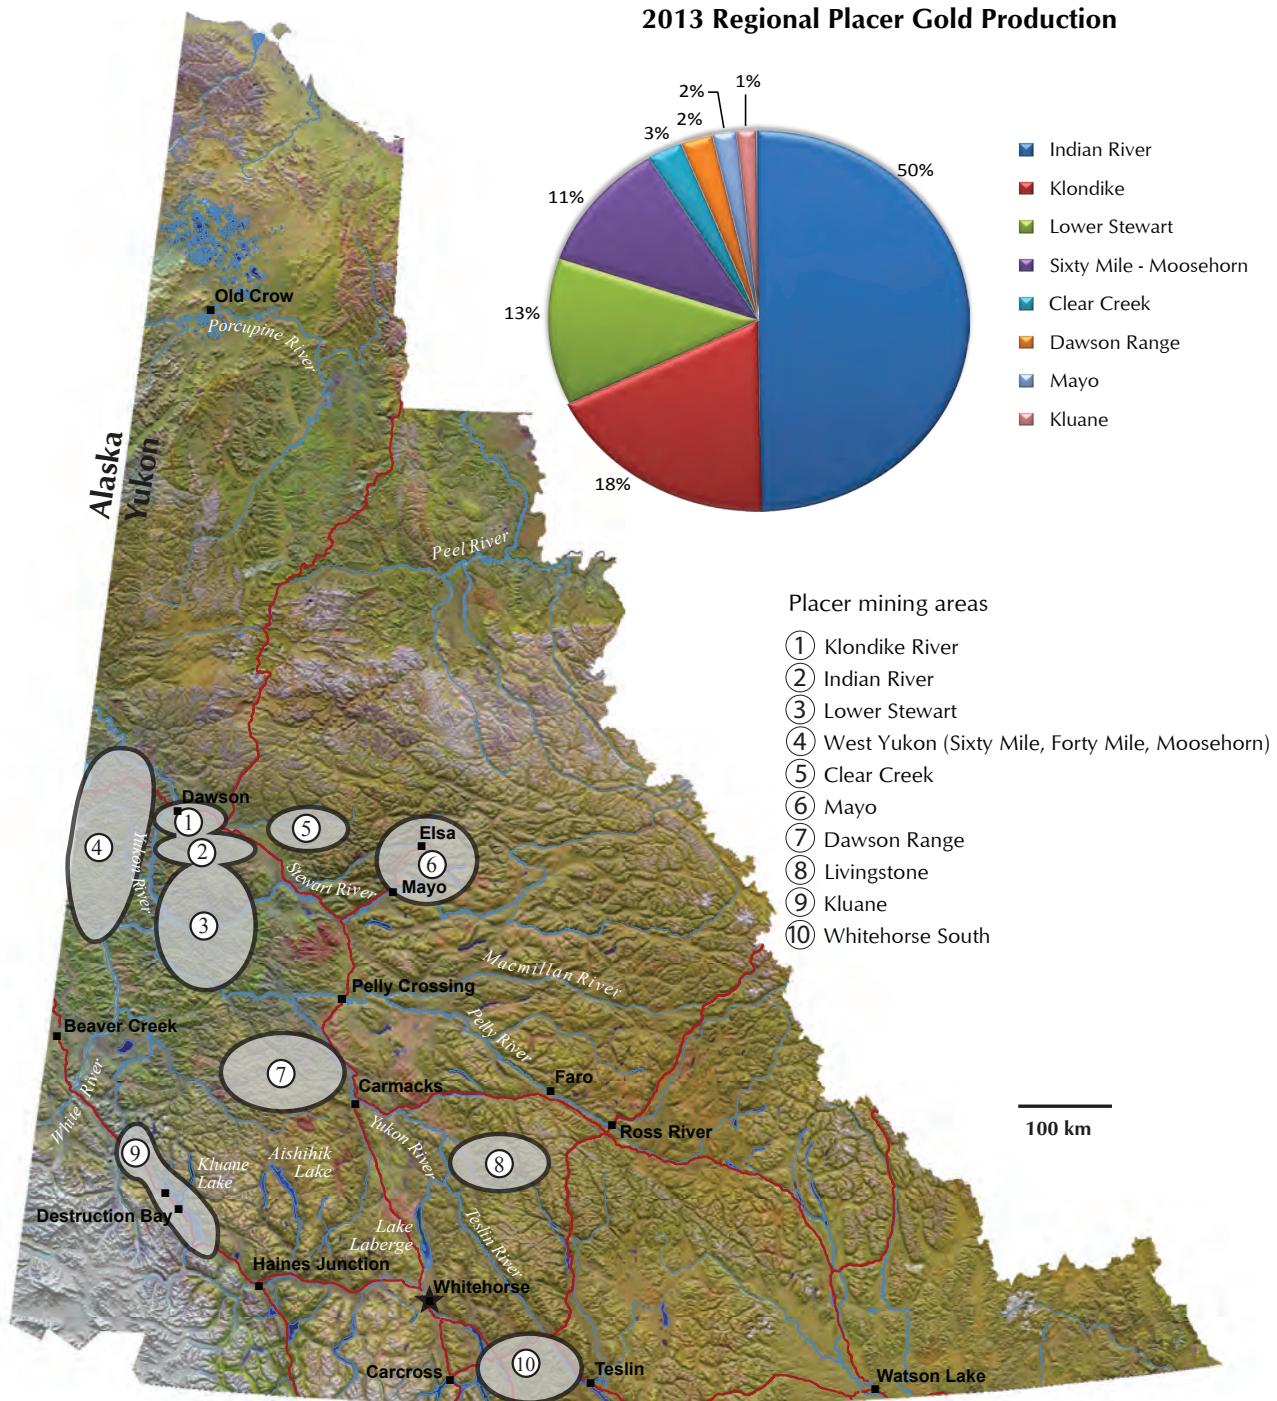 2013 Regional Placer Gold Production
1%
2%
2%
3%
50%
11%
13%
18%
Indian River
Klondike
Lower Stewart
Sixty Mile - Moosehorn
Clear Creek
Dawson Range
Mayo
Kluane
Old Crow
Porcupine River
Alaska
Yukon
Peel River
Placer mining areas
1 Klondike River
2 Indian River
3 Lower Stewart
4 West Yukon (Sixty Mile, Forty Mile, Moosehorn)
5 Clear Creek
6 Mayo
7 Dawson Range
8 Livingstone
9 Kluane
10 Whitehorse South
Dawson
1
5
Elsa
4
2
6
Yukon River
Stewart River
Mayo
3
Macmillan River
Pelly Crossing
Pelly River
Beaver Creek
7
Faro
Carmacks
White River
100 km
Yukon River
Ross River
9
Kluane
Lake
Aishihik
Lake
8
Destruction Bay
Lake
Laberge
Teslin River
Haines Junction
Whitehorse
10
Carcross
Teslin
Watson Lake